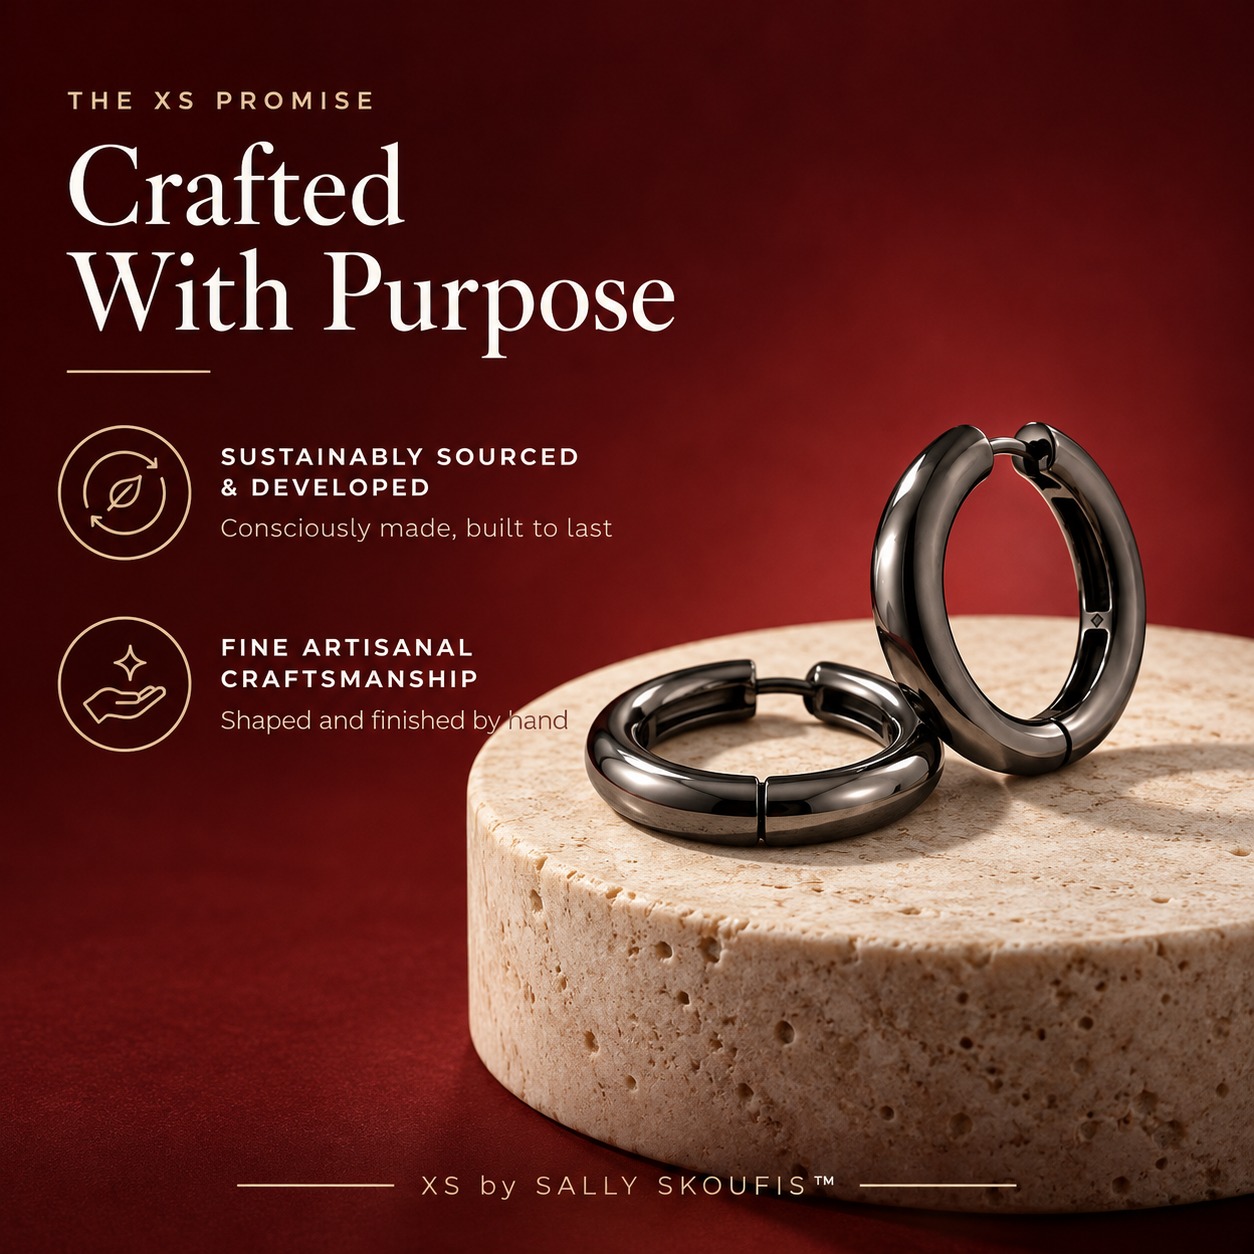 THE XS PROMISE
Crafted
With Purpose
SUSTAINABLY SOURCED
& DEVELOPED
Consciously made, built to last
FINE ARTISANAL
CRAFTSMANSHIP
Shaped and finished by hand
XS by SALLY SKOUFIS™